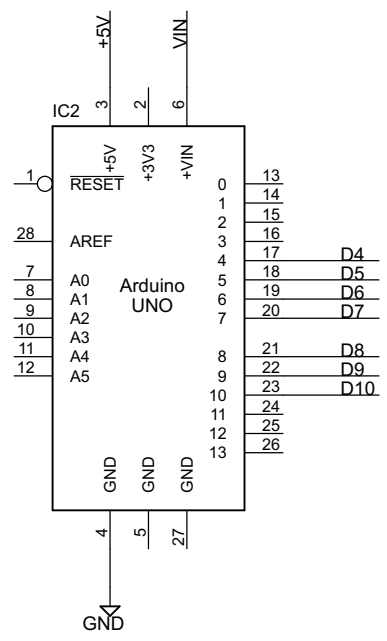 +5V VIN
3 2 6
IC2
+5V +3V3 +VIN
1 RESET 0 13
1 14
2 15
28 AREF 3 16
4 17 D4
7 A0 5 18 D5
8 A1 Arduino 6 19 D6
9 A2 UNO 7 20 D7
10 A3
11 A4 8 21 D8
12 A5 9 22 D9
10 23 D10
11 24
12 25
13 26
GND GND GND
4 5 27
GND